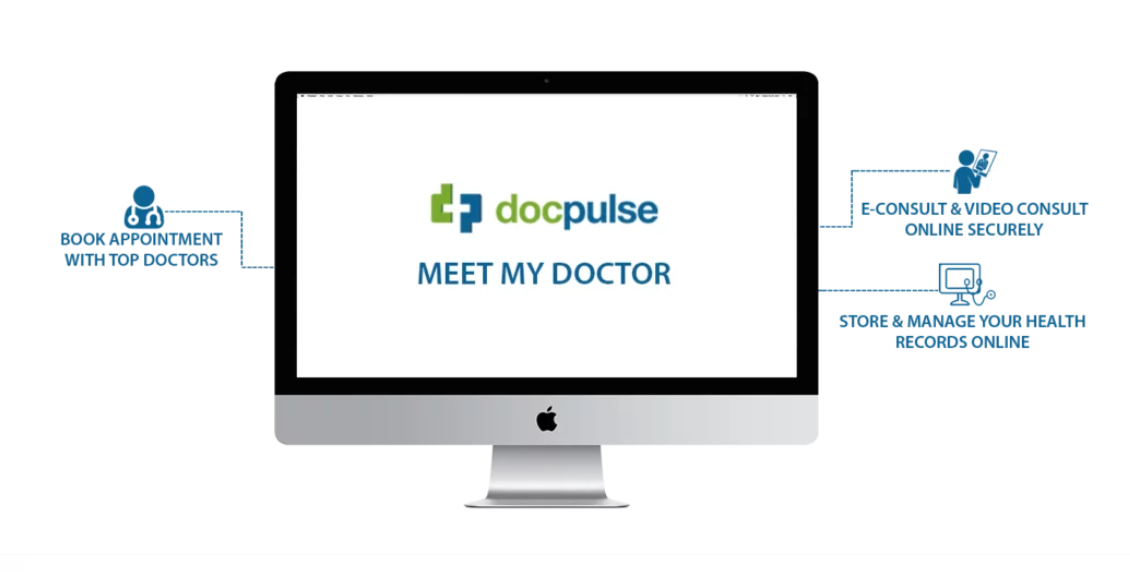 BOOK APPOINTMENT
WITH TOP DOCTORS
docpulse
MEET MY DOCTOR
E-CONSULT & VIDEO CONSULT
ONLINE SECURELY
STORE & MANAGE YOUR HEALTH
RECORDS ONLINE